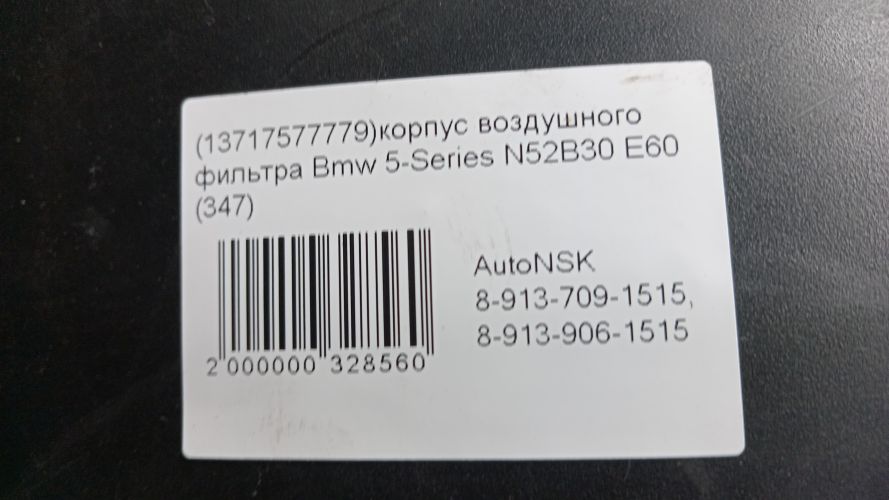 (13717577779)корпус воздушного
фильтра Bmw 5-Series N52B30 E60
(347)
AutoNSK
8-913-709-1515,
8-913-906-1515
2 000000 328560